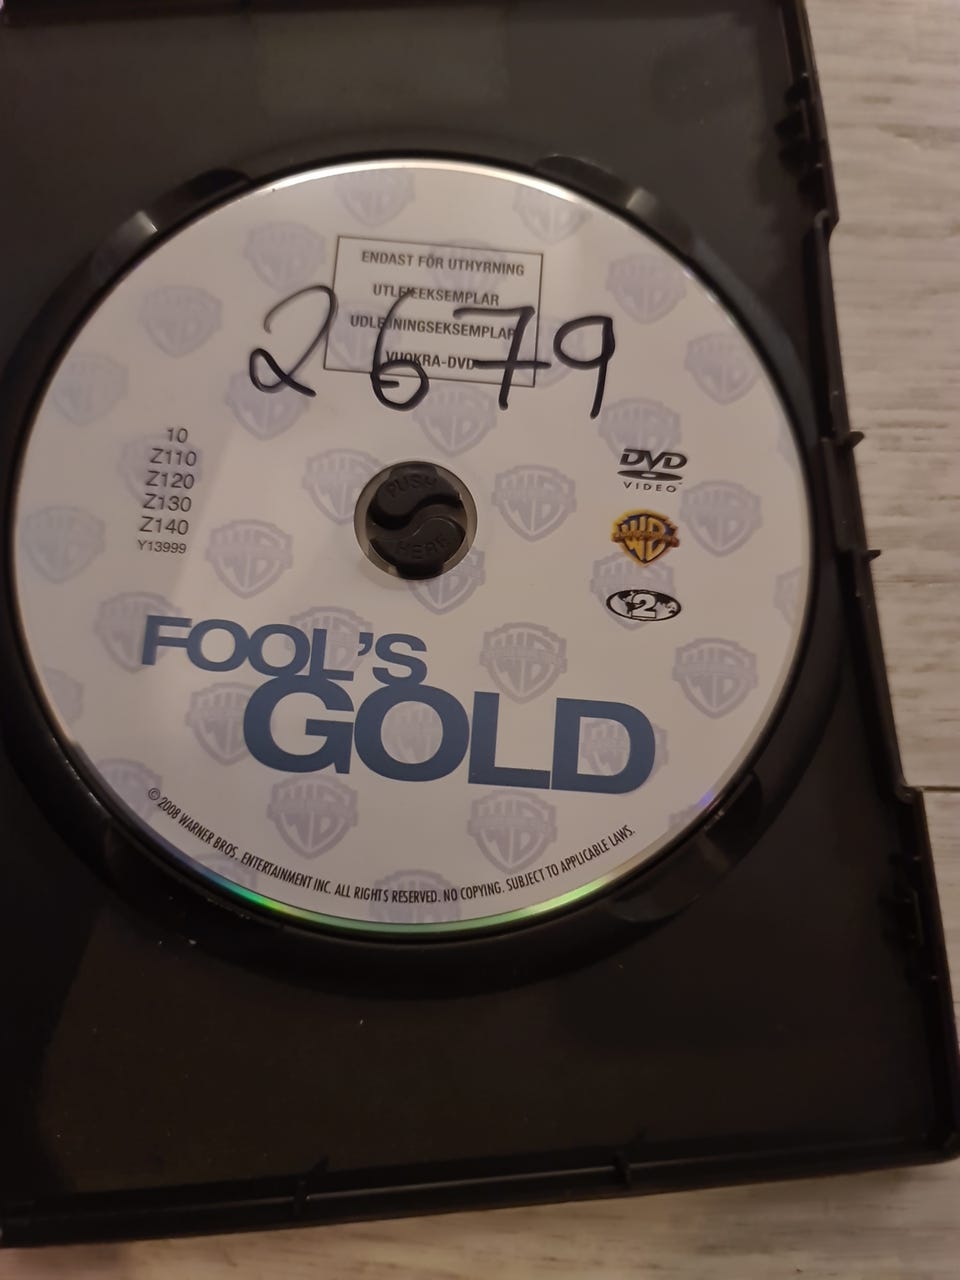 ENDAST FÖR UTHYRNING
UTLEIEEKSEMPLAR
UDLEJNINGSEKSEMPLAR
VUOKRA-DVD
2679
10
Z110
Z120
Z130
Z140
Y13999
PUSH
HERE
DVD
VIDEO
WB
2
FOOL'S
GOLD
© 2008 WARNER BROS. ENTERTAINMENT INC. ALL RIGHTS RESERVED. NO COPYING. SUBJECT TO APPLICABLE LAWS.